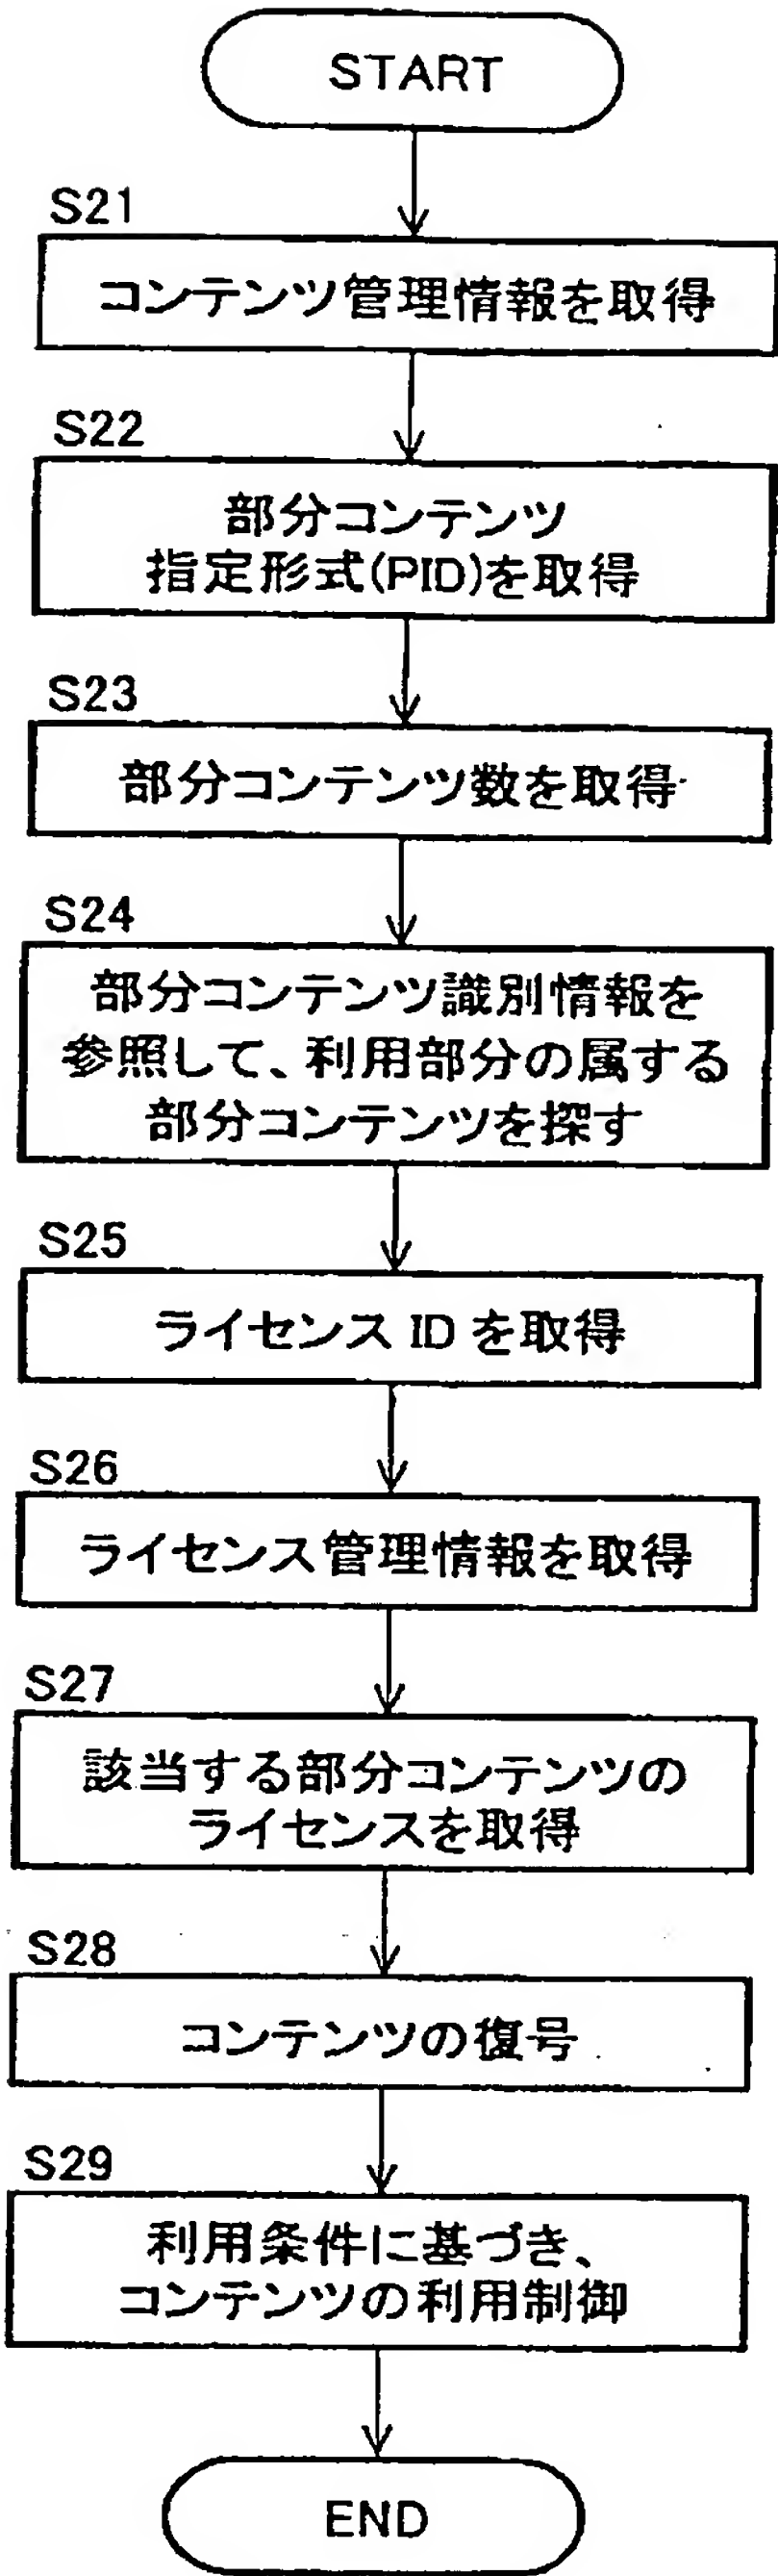 START
S21
コンテンツ管理情報を取得
S22
部分コンテンツ
指定形式(PID)を取得
S23
部分コンテンツ数を取得
S24
部分コンテンツ識別情報を
参照して、利用部分の属する
部分コンテンツを探す
S25
ライセンス ID を取得
S26
ライセンス管理情報を取得
S27
該当する部分コンテンツの
ライセンスを取得
S28
コンテンツの復号
S29
利用条件に基づき、
コンテンツの利用制御
END